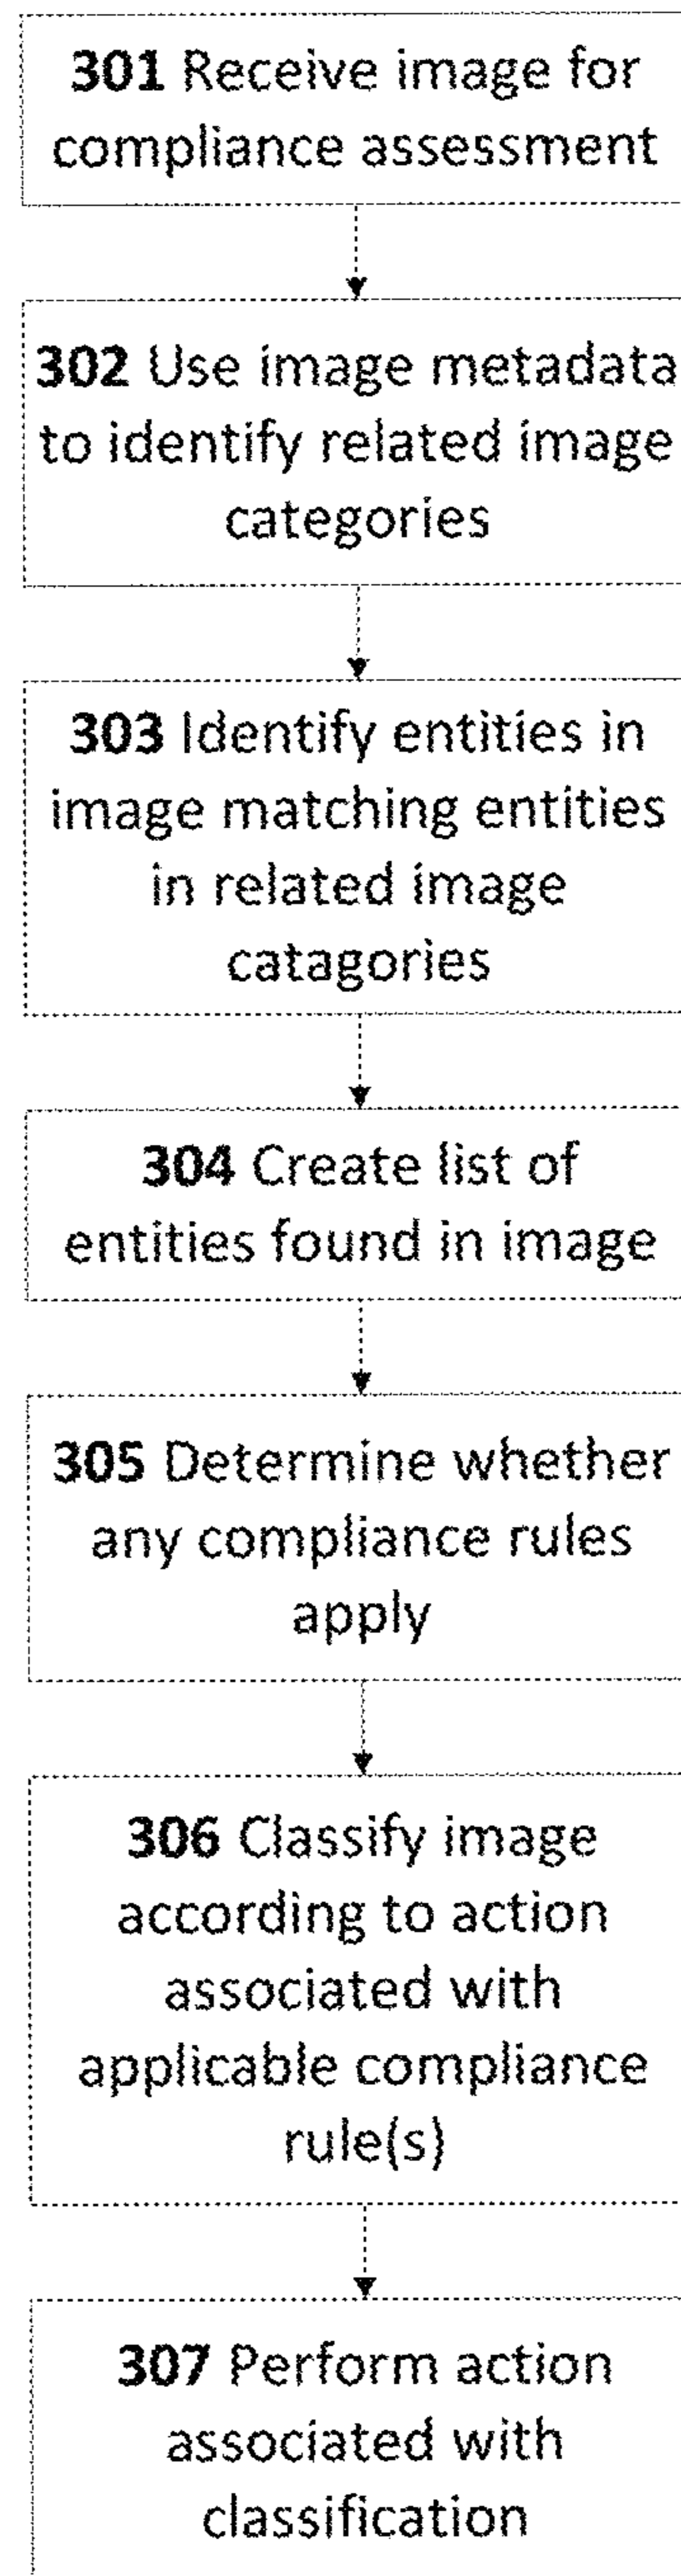 301 Receive image for
compliance assessment
302 Use image metadata
to identify related image
categories
303 Identify entities in
image matching entities
in related image
catagories
304 Create list of
entities found in image
305 Determine whether
any compliance rules
apply
306 Classify image
according to action
associated with
applicable compliance
rule(s)
307 Perform action
associated with
classification